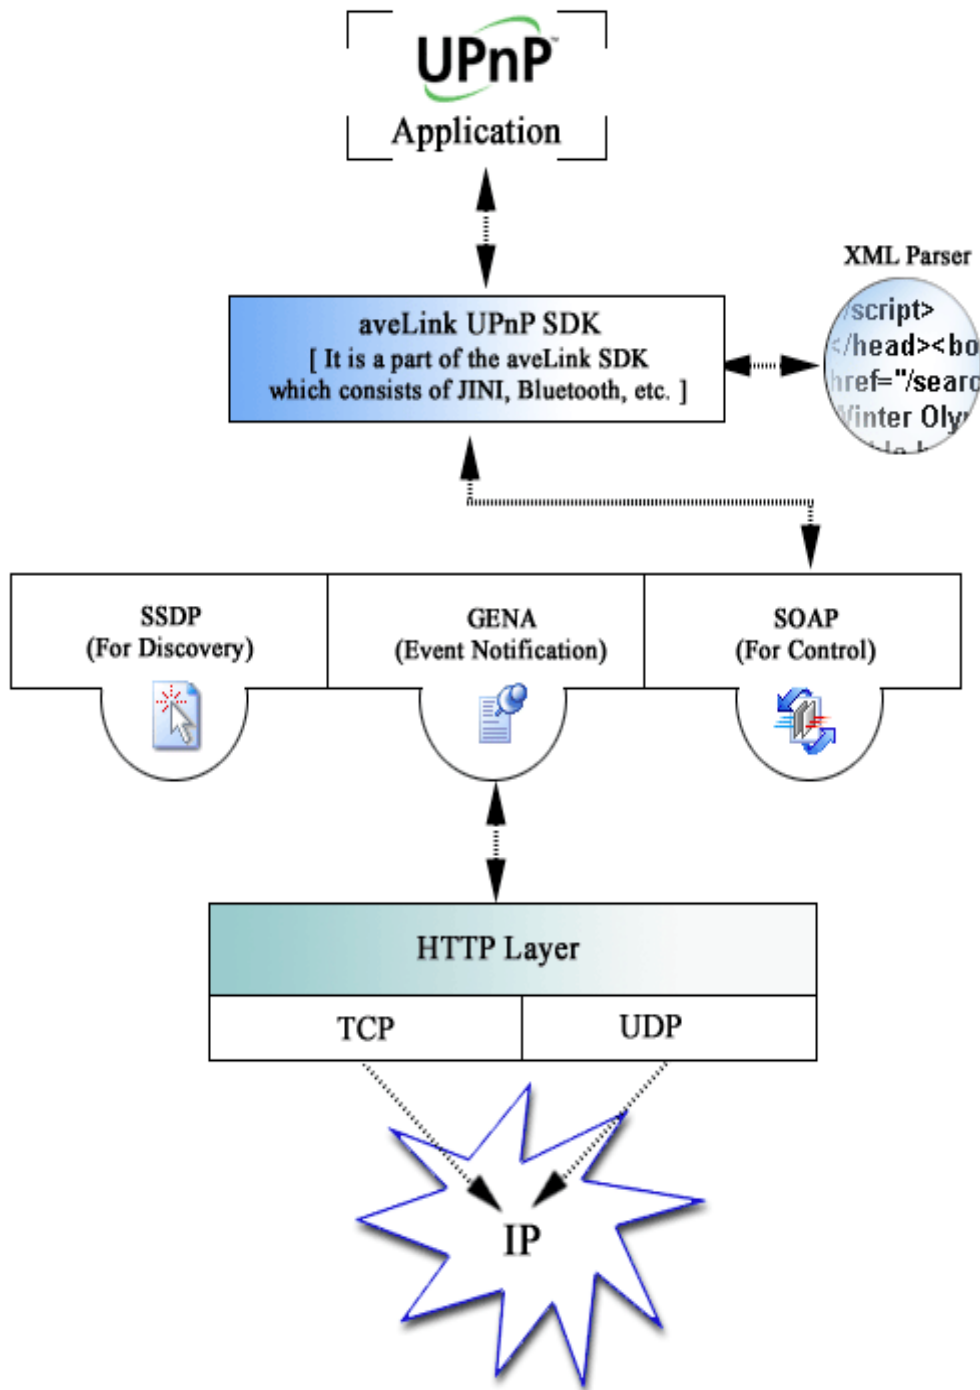 UPnP™
Application
XML Parser
aveLink UPnP SDK
[ It is a part of the aveLink SDK
which consists of JINI, Bluetooth, etc. ]
/script>
</head><bo
href="/searc
Winter Oly
SSDP
(For Discovery)
GENA
(Event Notification)
SOAP
(For Control)
HTTP Layer
TCP
UDP
IP